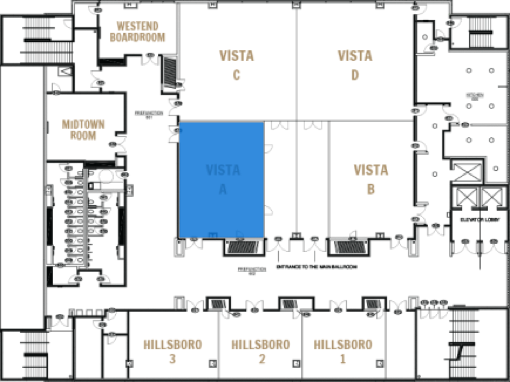 WESTEND
BOARDROOM
VISTA
C
VISTA
D
PREFUNCTION
MIDTOWN
ROOM
KITCHEN
VISTA
A
VISTA
B
ELEVATOR LOBBY
PREFUNCTION
ENTRANCE TO THE MAIN BALLROOM
HILLSBORO
3
HILLSBORO
2
HILLSBORO
1